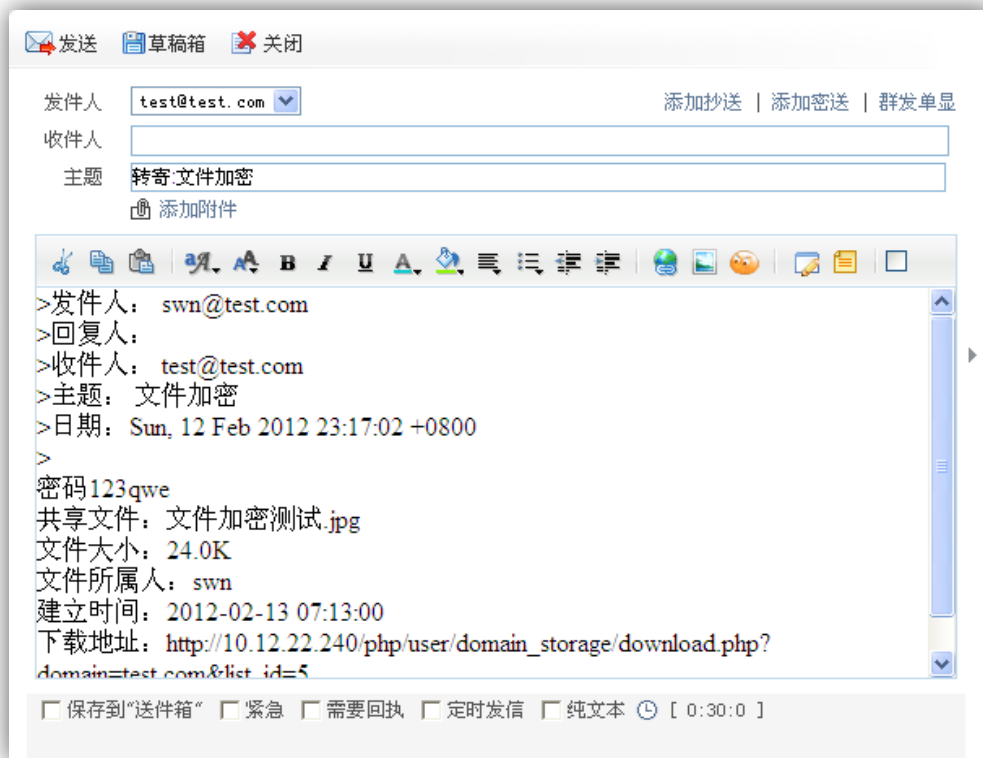 发送 草稿箱 关闭
发件人 test@test.com 添加抄送 | 添加密送 | 群发单显
收件人
主题 转寄:文件加密
添加附件
>发件人： swn@test.com
>回复人：
>收件人： test@test.com
>主题： 文件加密
>日期：Sun, 12 Feb 2012 23:17:02 +0800
>
密码123qwe
共享文件：文件加密测试.jpg
文件大小：24.0K
文件所属人：swn
建立时间：2012-02-13 07:13:00
下载地址：http://10.12.22.240/php/user/domain_storage/download.php?
domain=test.com&list_id=5
保存到“送件箱“ 紧急 需要回执 定时发信 纯文本 [ 0:30:0 ]